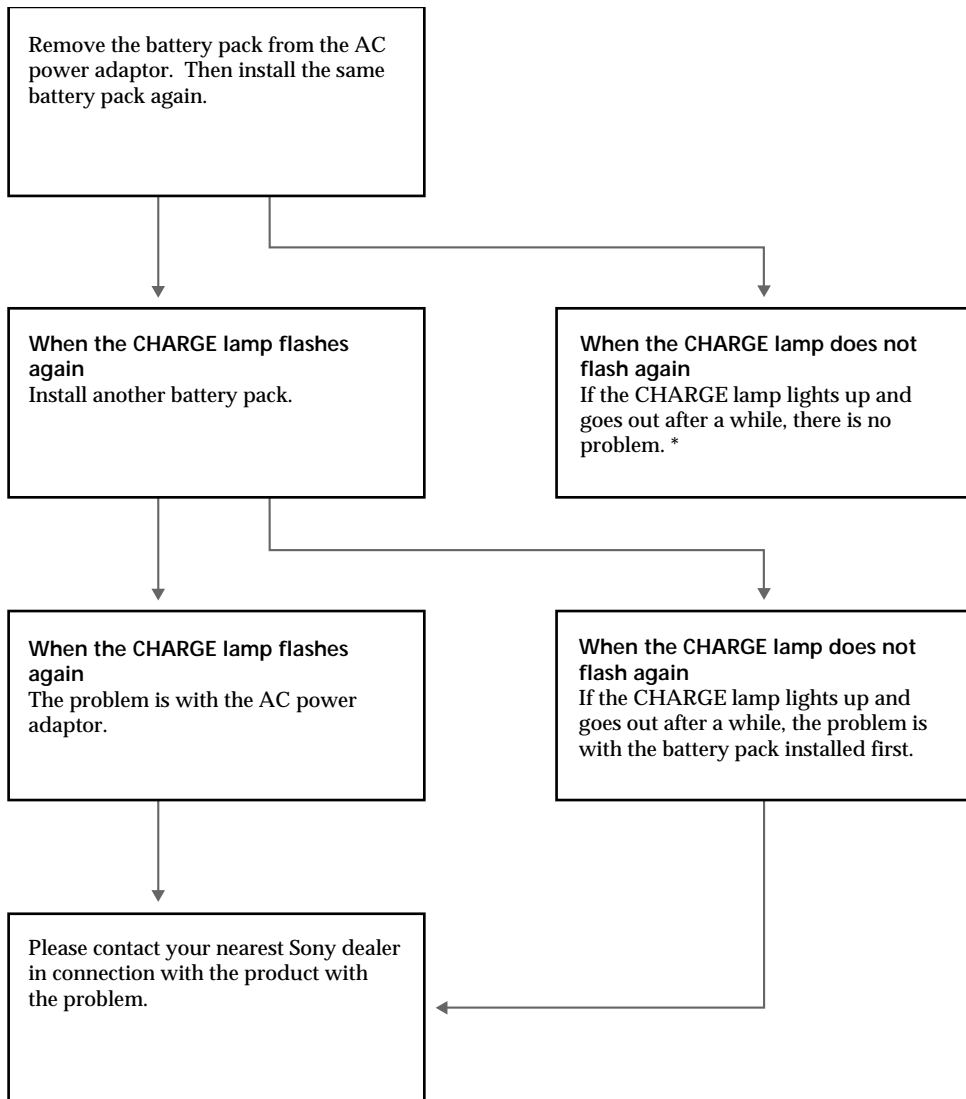 Remove the battery pack from the AC
power adaptor.  Then install the same
battery pack again.
When the CHARGE lamp flashes
again
Install another battery pack.
When the CHARGE lamp does not
flash again
If the CHARGE lamp lights up and
goes out after a while, there is no
problem. *
When the CHARGE lamp flashes
again
The problem is with the AC power
adaptor.
When the CHARGE lamp does not
flash again
If the CHARGE lamp lights up and
goes out after a while, the problem is
with the battery pack installed first.
Please contact your nearest Sony dealer
in connection with the product with
the problem.